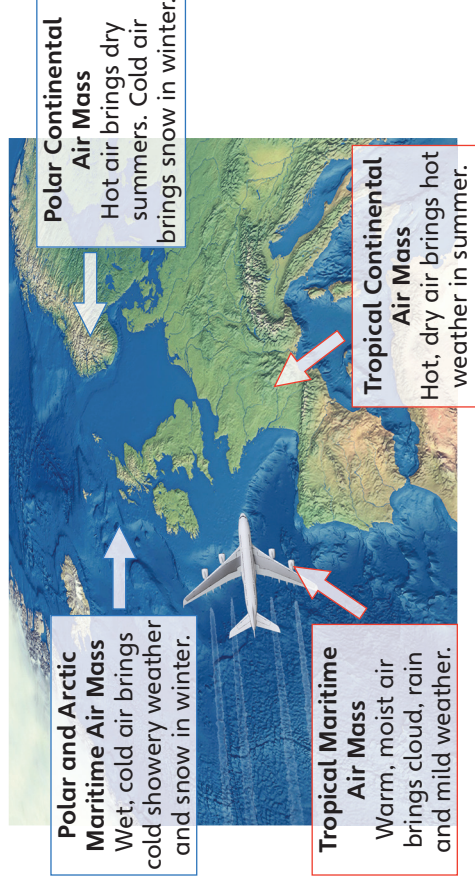 Polar and Arctic
Maritime Air Mass
Wet, cold air brings
cold showery weather
and snow in winter.
Polar Continental
Air Mass
Hot air brings dry
summers. Cold air
brings snow in winter.
Tropical Maritime
Air Mass
Warm, moist air
brings cloud, rain
and mild weather.
Tropical Continental
Air Mass
Hot, dry air brings hot
weather in summer.